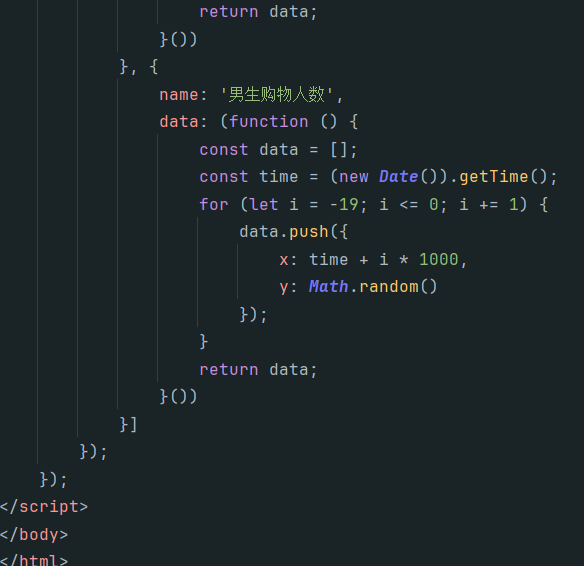 return data;
}())
}, {
name: '男生购物人数',
data: (function () {
const data = [];
const time = (new Date()).getTime();
for (let i = -19; i <= 0; i += 1) {
data.push({
x: time + i * 1000,
y: Math.random()
});
}
return data;
}())
}]
});
});
</script>
</body>
</html>